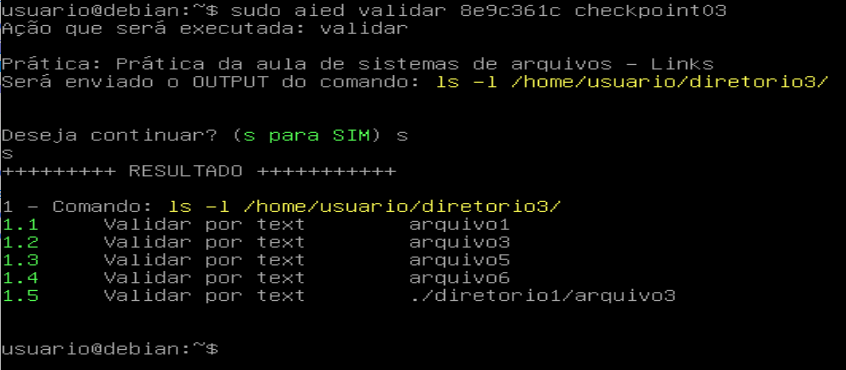 usuario@debian:~$ sudo aied validar 8e9c361c checkpoint03
Ação que será executada: validar
Prática: Prática da aula de sistemas de arquivos - Links
Será enviado o OUTPUT do comando: ls -l /home/usuario/diretorio3/
Deseja continuar? (s para SIM) s
s
+++++++++ RESULTADO +++++++++++
1 - Comando: ls -l /home/usuario/diretorio3/
1.1 Validar por text arquivo1
1.2 Validar por text arquivo3
1.3 Validar por text arquivo5
1.4 Validar por text arquivo6
1.5 Validar por text ./diretorio1/arquivo3
usuario@debian:~$